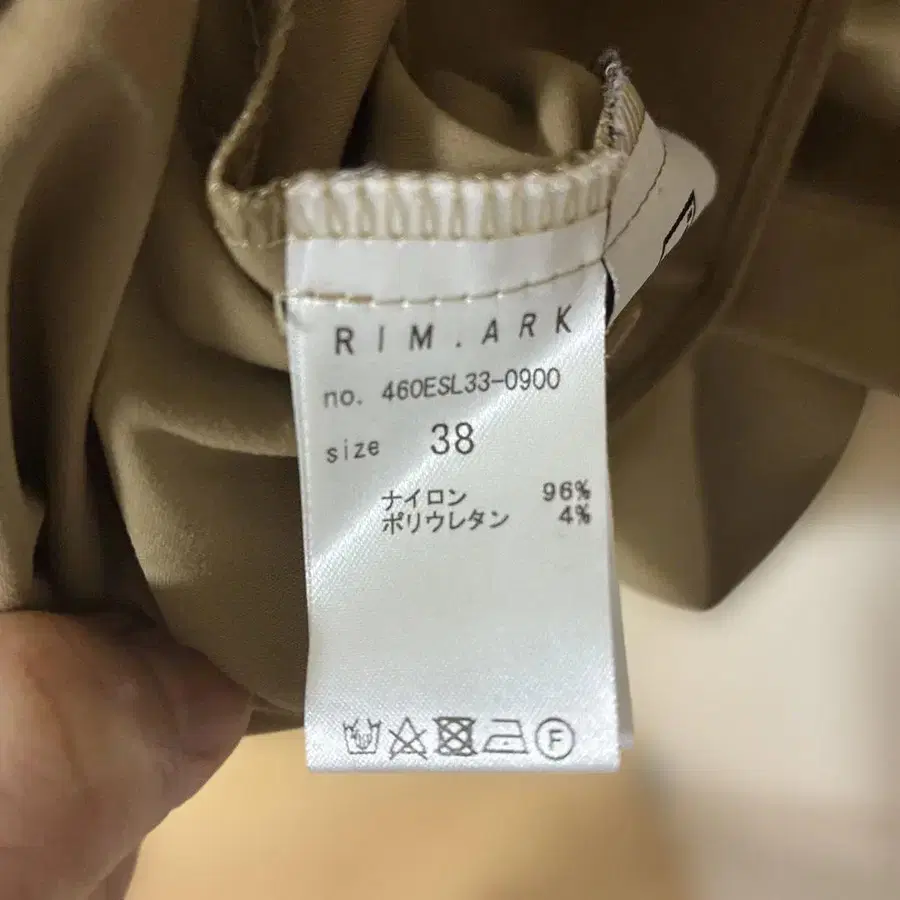 RIM.ARK
no. 460ESL33-0900
size 38
ナイロン 96%
ポリウレタン 4%
F